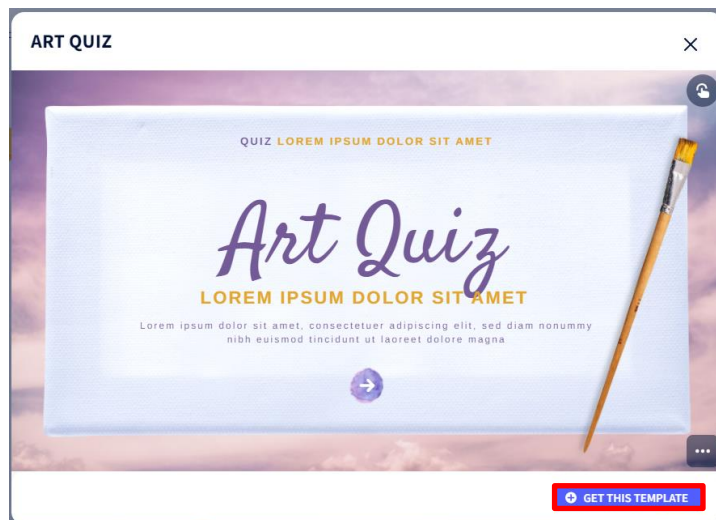 ART QUIZ
QUIZ LOREM IPSUM DOLOR SIT AMET
Art Quiz
LOREM IPSUM DOLOR SIT AMET
Lorem ipsum dolor sit amet, consectetuer adipiscing elit, sed diam nonummy
nibh euismod tincidunt ut laoreet dolore magna
GET THIS TEMPLATE